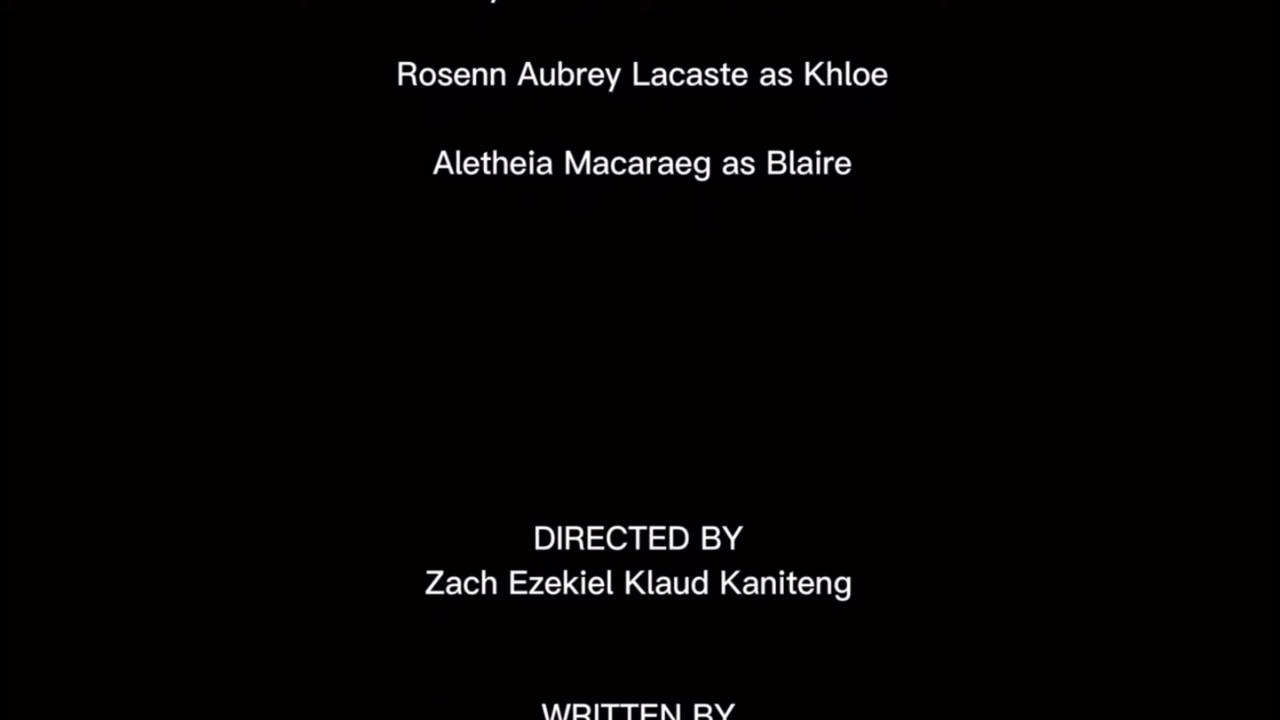 Rosenn Aubrey Lacaste as Khloe
Aletheia Macaraeg as Blaire
DIRECTED BY
Zach Ezekiel Klaud Kaniteng
WRITTEN BY